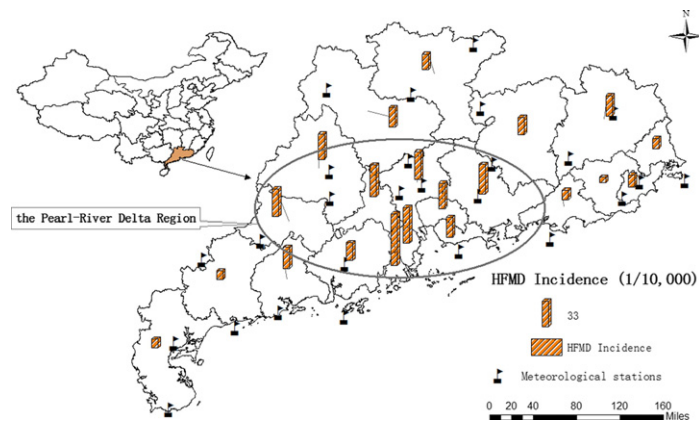 N
the Pearl-River Delta Region
HFMD Incidence (1/10,000)
33
HFMD Incidence
Meteorological stations
0 20 40 80 120 160
Miles